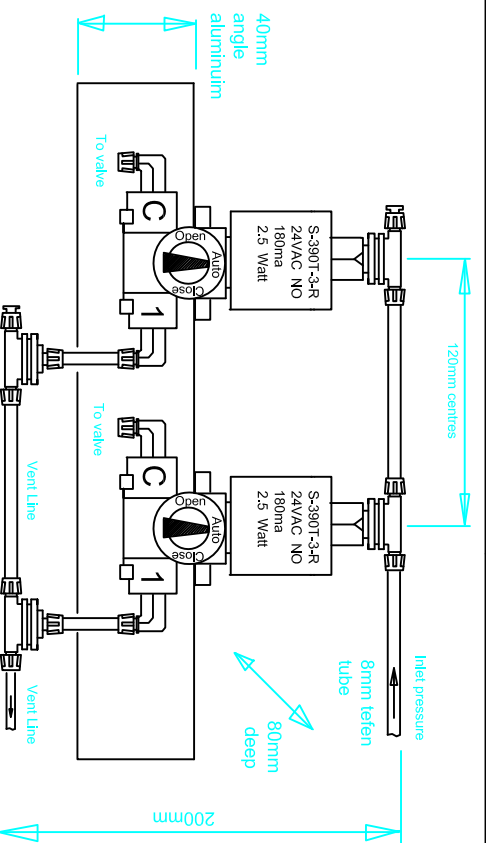 40mm
angle
aluminuim
To valve
C
Open
Auto
Close
1
S-390T-3-R
24VAC NO
180ma
2.5 Watt
120mm centres
To valve
C
Open
Auto
Close
1
S-390T-3-R
24VAC NO
180ma
2.5 Watt
Vent Line
Vent Line
80mm
deep
Inlet pressure
8mm tefen
tube
200mm